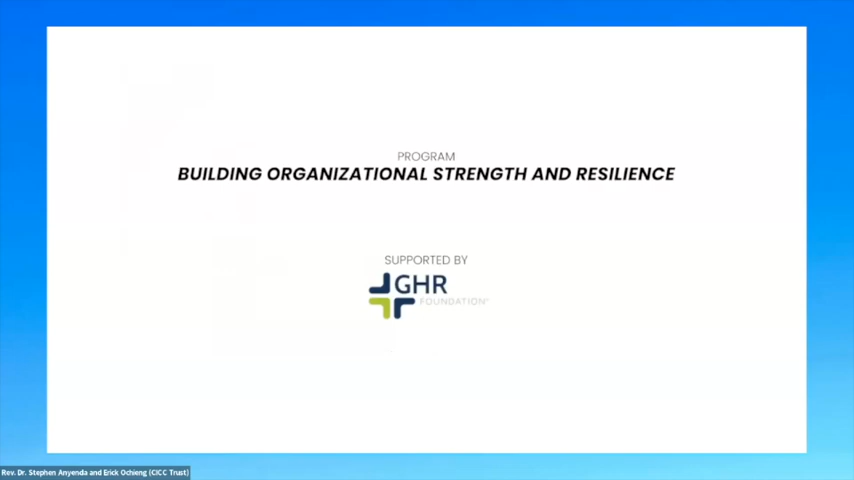 PROGRAM
BUILDING ORGANIZATIONAL STRENGTH AND RESILIENCE
SUPPORTED BY
GHR
FOUNDATION®
Rev. Dr. Stephen Anyenda and Erick Ochieng (CICC Trust)